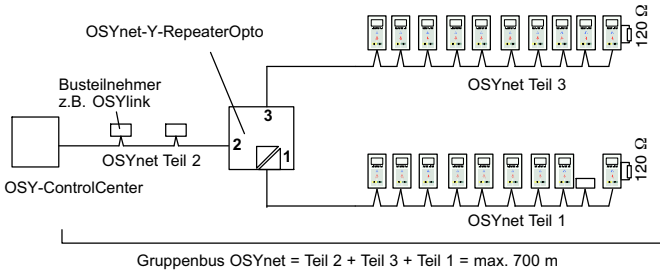 OSYnet-Y-RepeaterOpto
120 Ω
OSYnet Teil 3
Busteilnehmer
z.B. OSYlink
3
2
1
OSYnet Teil 2
OSY-ControlCenter
120 Ω
OSYnet Teil 1
Gruppenbus OSYnet = Teil 2 + Teil 3 + Teil 1 = max. 700 m